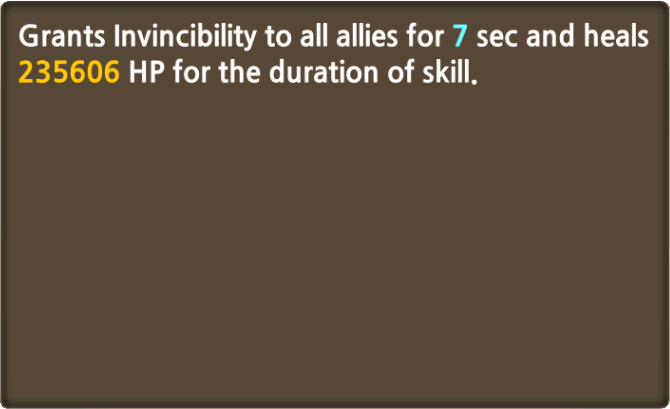 Grants Invincibility to all allies for 7 sec and heals
235606 HP for the duration of skill.